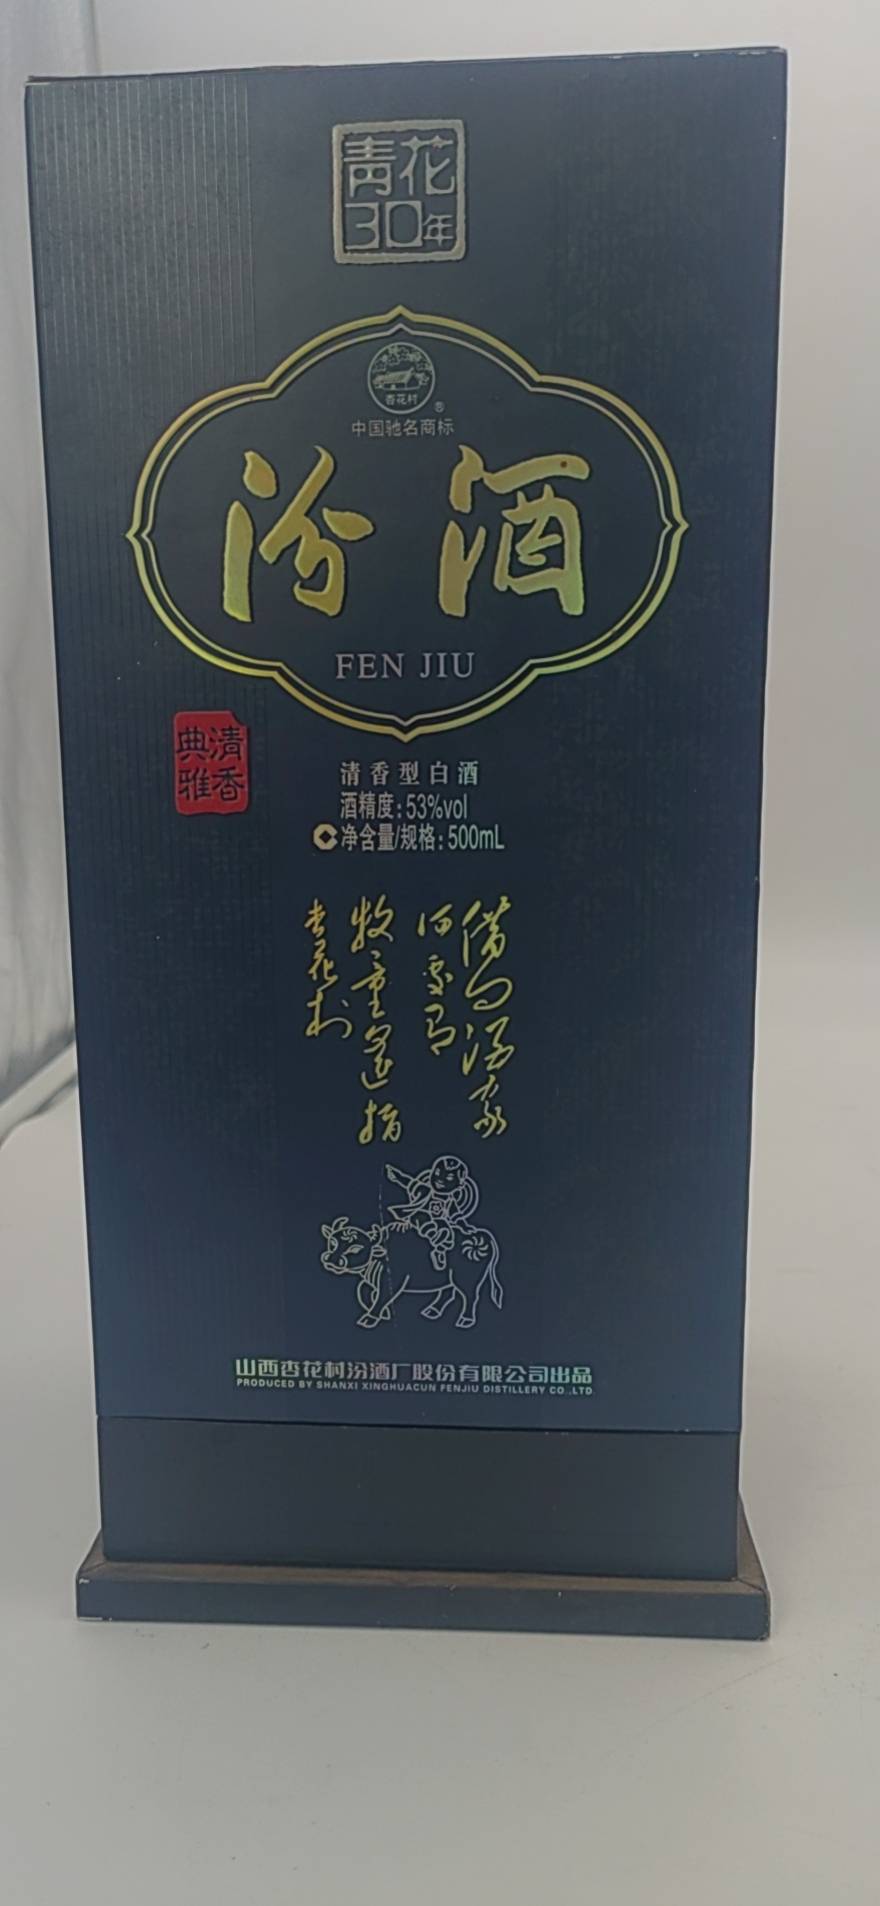 青花
30年
杏花村
®
中国驰名商标
汾酒
FEN JIU
清香
典雅
清香型白酒
酒精度:53%vol
净含量/规格:500mL
借问酒家
何处有
牧童遥指
杏花村
山西杏花村汾酒厂股份有限公司出品
PRODUCED BY SHANXI XINGHUACUN FENJIU DISTILLERY CO.,LTD